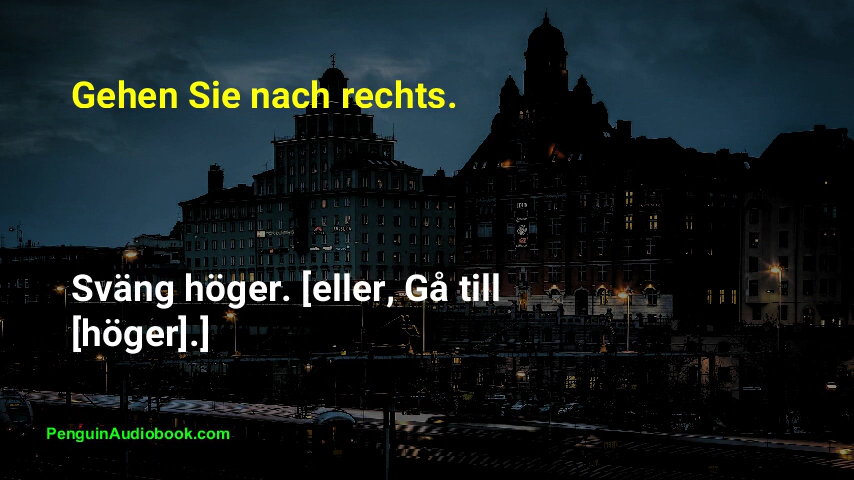 Gehen Sie nach rechts.
Sväng höger. [eller, Gå till
[höger].]
PenguinAudiobook.com